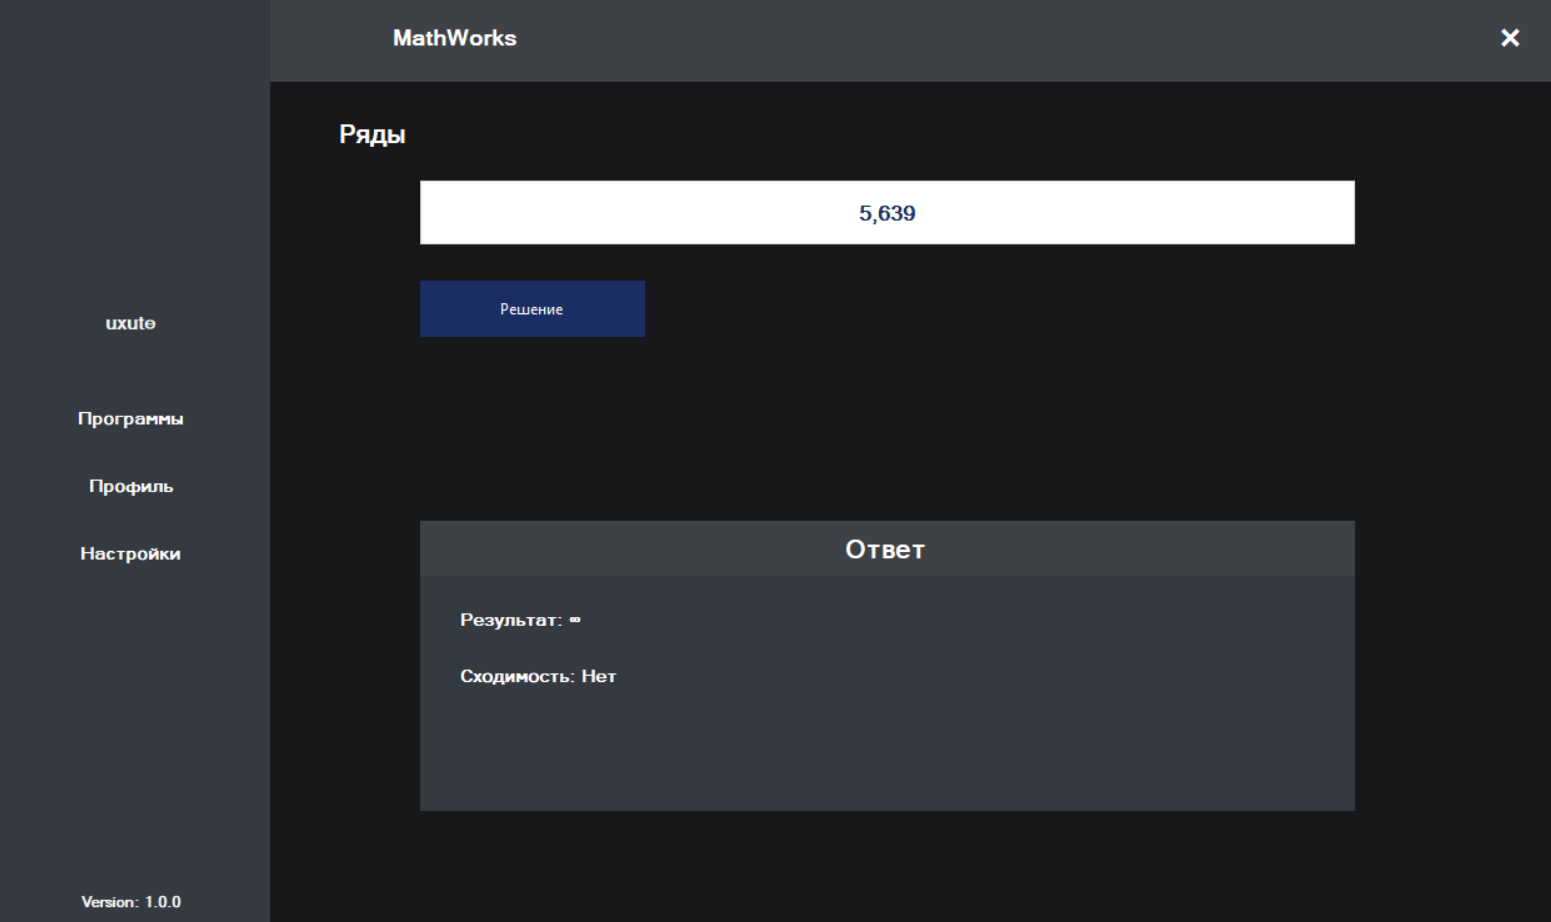 MathWorks
×
Ряды
5,639
Решение
uxute
Программы
Профиль
Настройки
Ответ
Результат: ∞
Сходимость: Нет
Version: 1.0.0